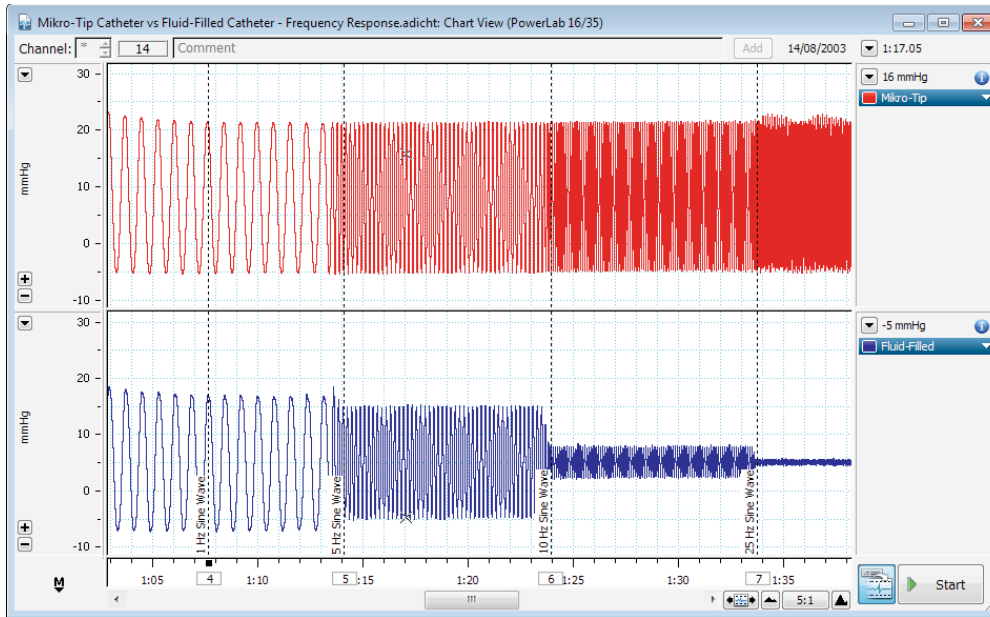 Mikro-Tip Catheter vs Fluid-Filled Catheter - Frequency Response.adicht: Chart View (PowerLab 16/35)
Channel: * 14 Comment Add 14/08/2003 1:17.05
30
20
10
0
-10
mmHg
16 mmHg
Mikro-Tip
30
20
10
0
-10
mmHg
-5 mmHg
Fluid-Filled
1 Hz Sine Wave
5 Hz Sine Wave
10 Hz Sine Wave
25 Hz Sine Wave
M 1:05 4 1:10 5 1:15 1:20 6 1:25 1:30 7 1:35
5:1 Start